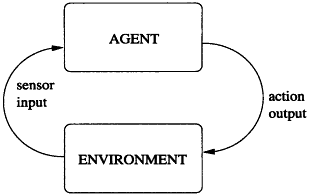 AGENT
sensor
input
action
output
ENVIRONMENT